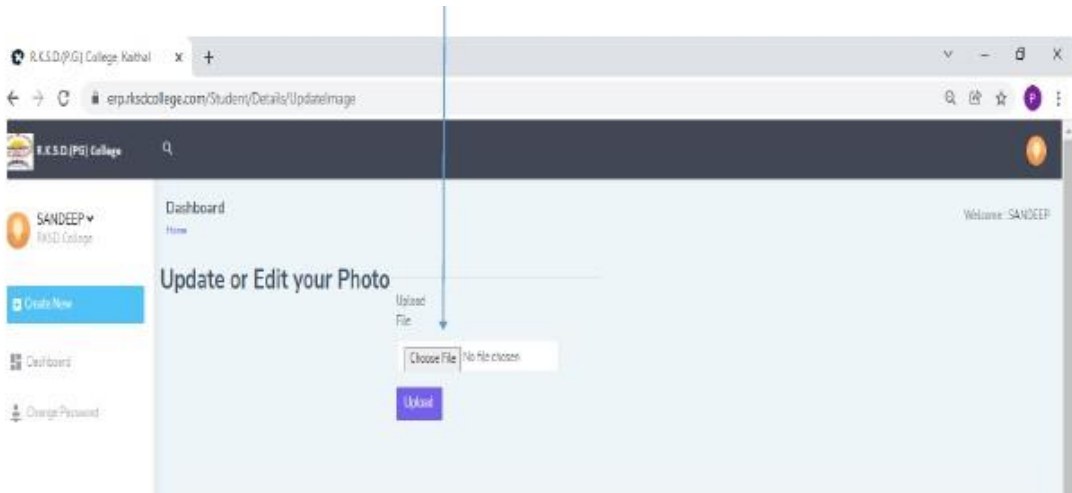 R.K.S.D.(P.G) College Kaithal
erp.rksdcollege.com/Student/Details/UpdateImage
P
R.K.S.D.(PG) College
SANDEEP
RKSD College
Dashboard
Home
Welcome: SANDEEP
Update or Edit your Photo
Create New
Upload
File
Choose File No file chosen
Dashboard
Upload
Change Password